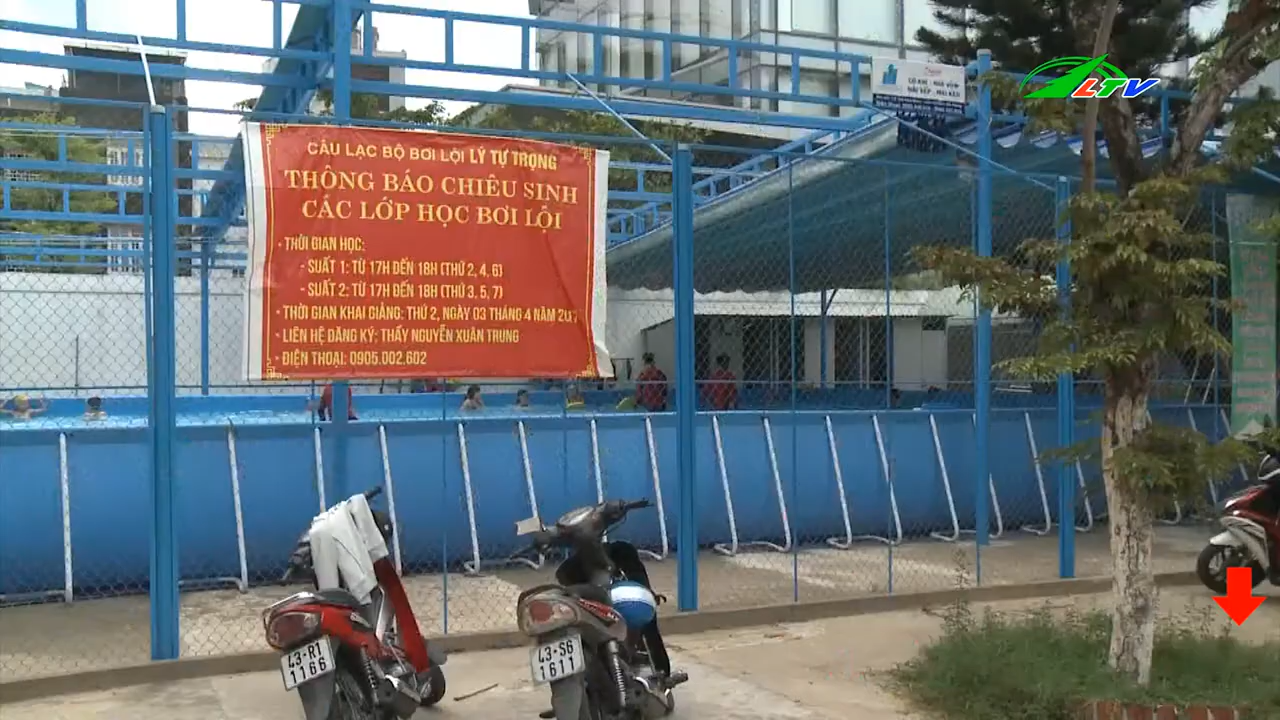 LTV
CÂU LẠC BỘ BƠI LỘI LÝ TỰ TRỌNG
THÔNG BÁO CHIÊU SINH
CÁC LỚP HỌC BƠI LỘI
• THỜI GIAN HỌC:
- SUẤT 1: TỪ 17H ĐẾN 18H (THỨ 2, 4, 6)
- SUẤT 2: TỪ 17H ĐẾN 18H (THỨ 3, 5, 7)
• THỜI GIAN KHAI GIẢNG: THỨ 2, NGÀY 03 THÁNG 4 NĂM
• LIÊN HỆ ĐĂNG KÝ: THẦY NGUYỄN XUÂN TRUNG
• ĐIỆN THOẠI: 0905.002.602
43-R1
1166
43-S6
1611